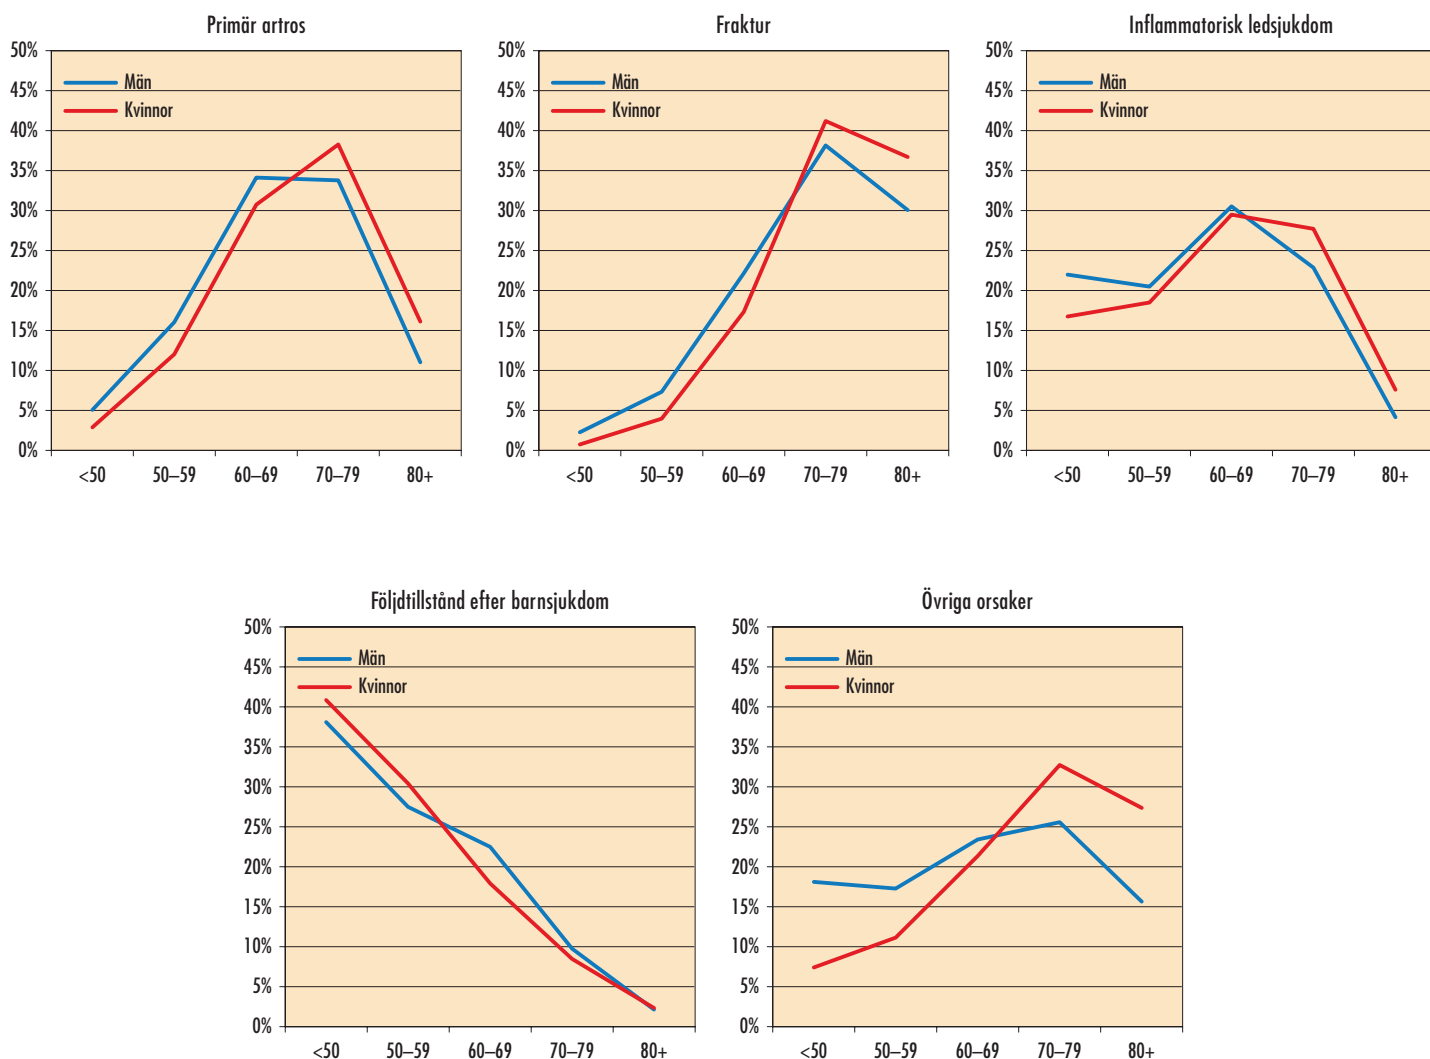 Primär artros
50%
45%
40%
35%
30%
25%
20%
15%
10%
5%
0%
Män
Kvinnor
<50 50–59 60–69 70–79 80+
Fraktur
50%
45%
40%
35%
30%
25%
20%
15%
10%
5%
0%
Män
Kvinnor
<50 50–59 60–69 70–79 80+
Inflammatorisk ledsjukdom
50%
45%
40%
35%
30%
25%
20%
15%
10%
5%
0%
Män
Kvinnor
<50 50–59 60–69 70–79 80+
Följdtillstånd efter barnsjukdom
50%
45%
40%
35%
30%
25%
20%
15%
10%
5%
0%
Män
Kvinnor
<50 50–59 60–69 70–79 80+
Övriga orsaker
50%
45%
40%
35%
30%
25%
20%
15%
10%
5%
0%
Män
Kvinnor
<50 50–59 60–69 70–79 80+